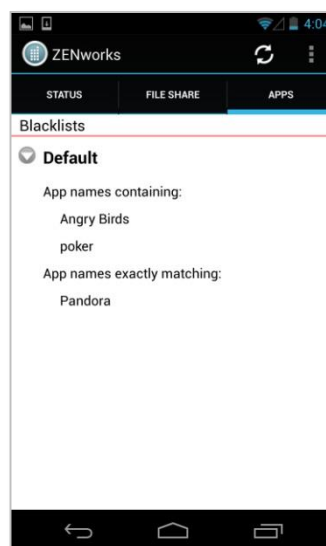 4:04
ZENworks
STATUS FILE SHARE APPS
Blacklists
Default
App names containing:
Angry Birds
poker
App names exactly matching:
Pandora